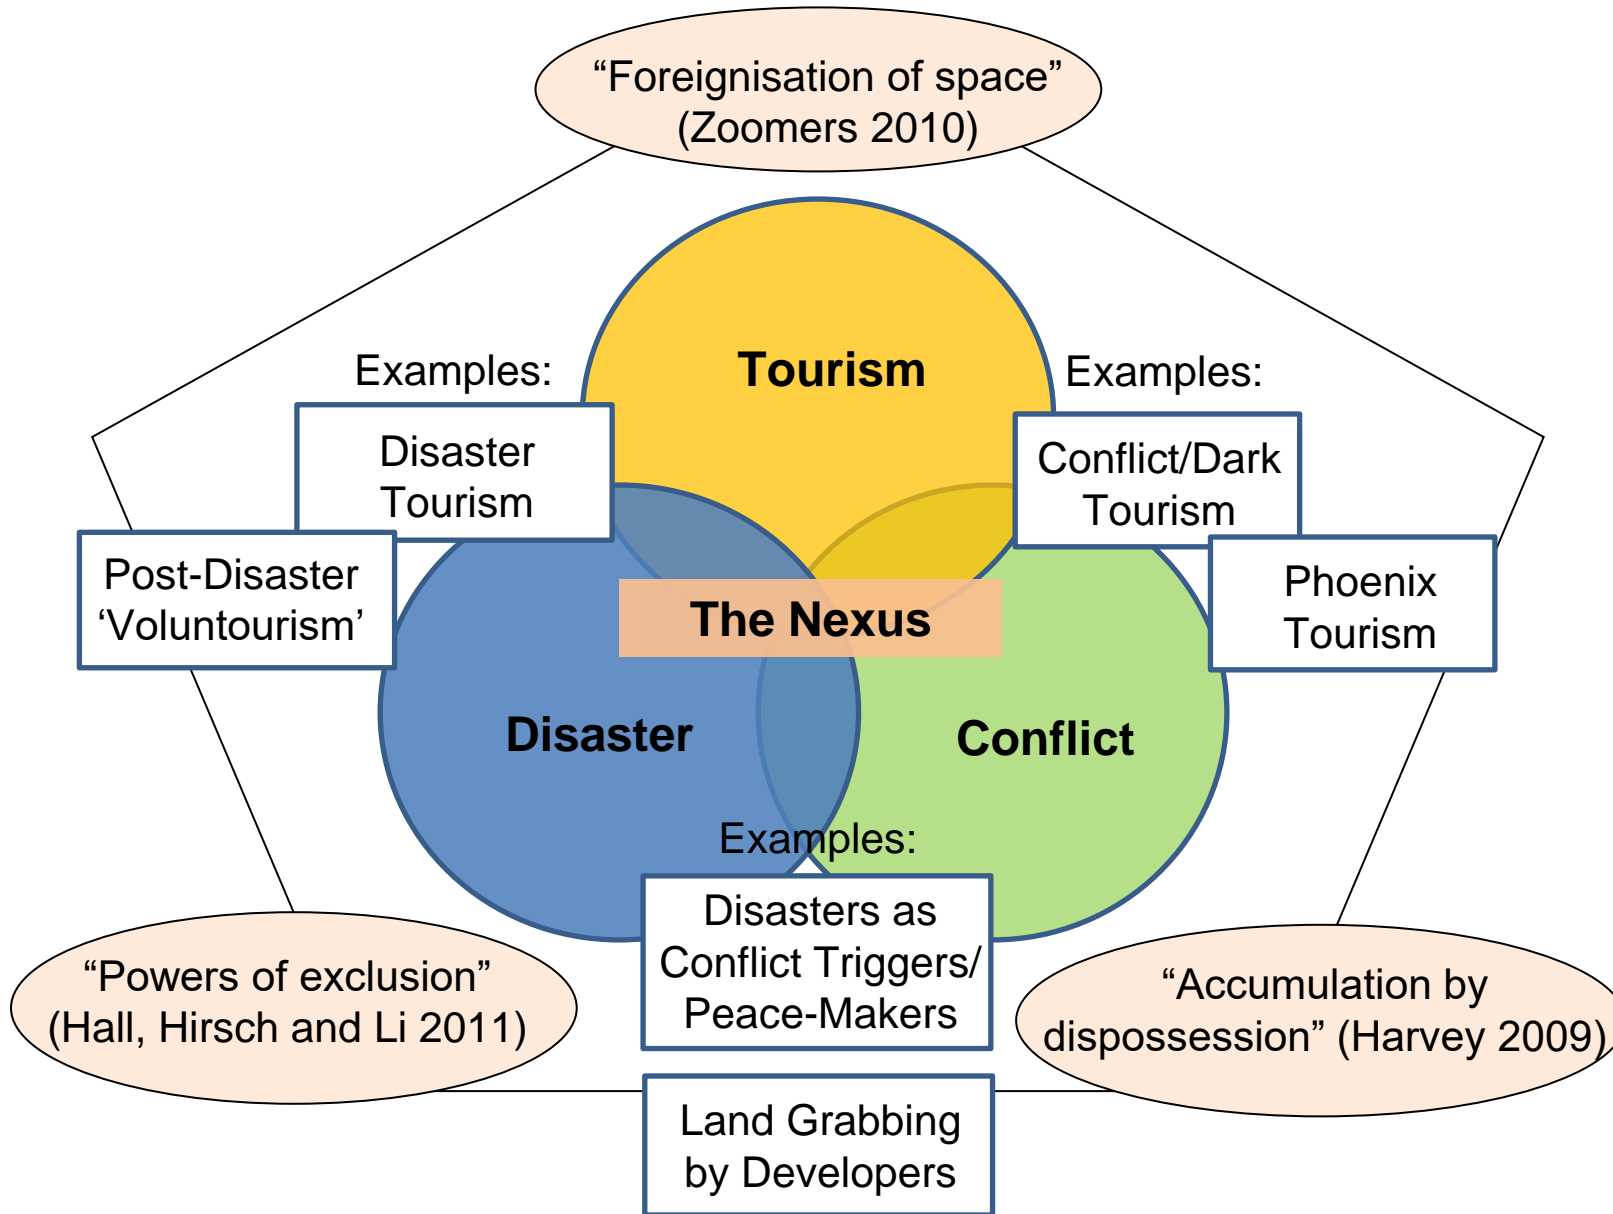 “Foreignisation of space”
(Zoomers 2010)
Tourism
Examples:
Disaster
Tourism
Post-Disaster
‘Voluntourism’
Examples:
Conflict/Dark
Tourism
Phoenix
Tourism
The Nexus
Disaster
Conflict
Examples:
Disasters as
Conflict Triggers/
Peace-Makers
Land Grabbing
by Developers
“Powers of exclusion”
(Hall, Hirsch and Li 2011)
“Accumulation by
dispossession” (Harvey 2009)